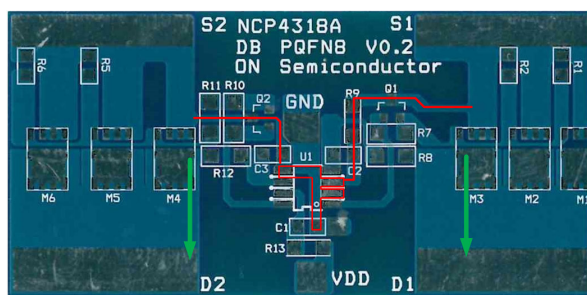 S2 NCP4318A S1
DB PQFN8 V0.2
ON Semiconductor
R6
R5
R11 R10
Q2
GND
R9
Q1
R2
R1
R7
R8
R12
C3
U1
C2
M6
M5
M4
M3
M2
M1
C1
R13
D2
VDD
D1